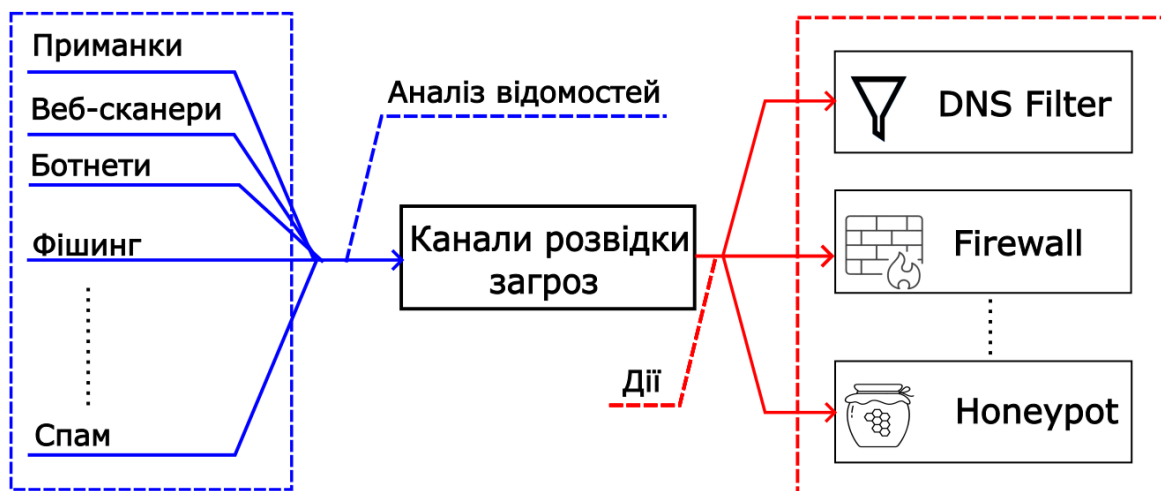 Приманки
Веб-сканери
Ботнети
Фішинг
Спам
Аналіз відомостей
Канали розвідки
загроз
Дії
DNS Filter
Firewall
Honeypot